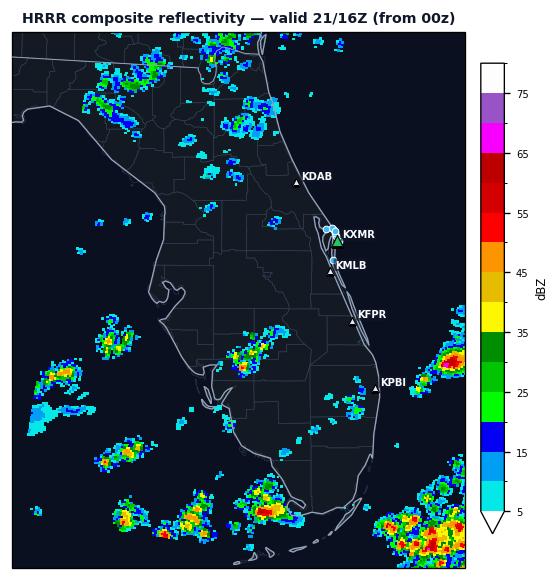 HRRR composite reflectivity — valid 21/16Z (from 00z)
KDAB
KXMR
KMLB
KFPR
KPBI
75
65
55
45
35
25
15
5
dBZ